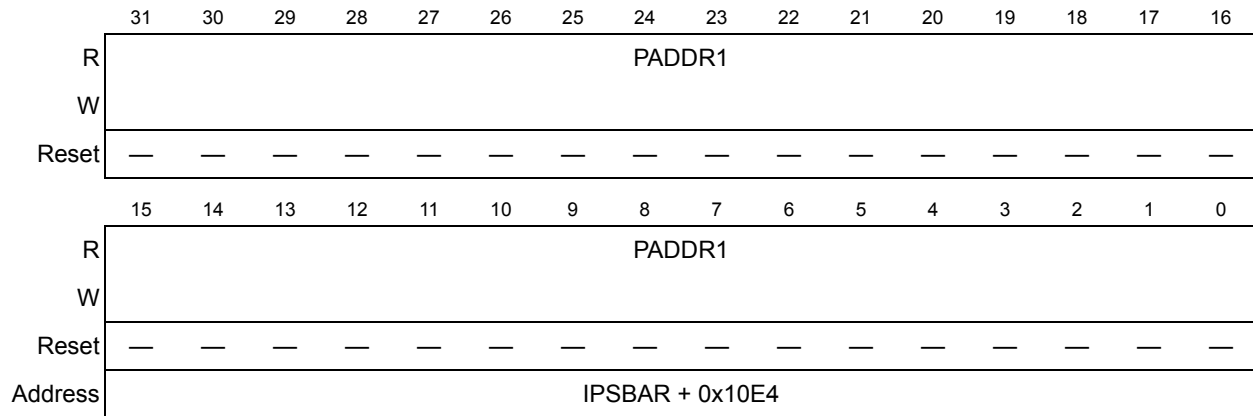 31 30 29 28 27 26 25 24 23 22 21 20 19 18 17 16
R PADDR1
W
Reset — — — — — — — — — — — — — — — —
15 14 13 12 11 10 9 8 7 6 5 4 3 2 1 0
R PADDR1
W
Reset — — — — — — — — — — — — — — — —
Address IPSBAR + 0x10E4